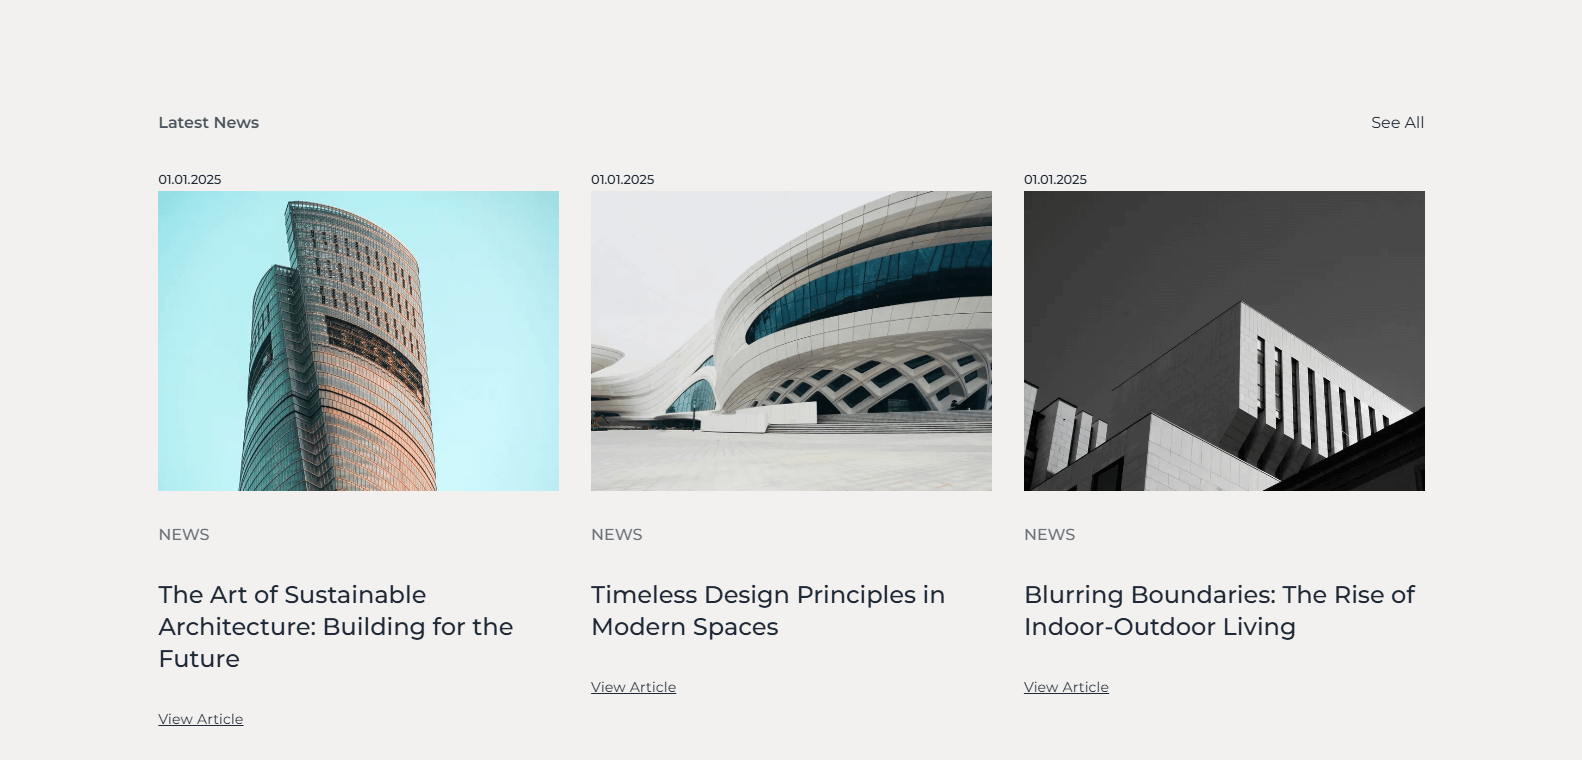 Latest News
See All
01.01.2025
01.01.2025
01.01.2025
NEWS
NEWS
NEWS
The Art of Sustainable
Architecture: Building for the
Future
View Article
Timeless Design Principles in
Modern Spaces
View Article
Blurring Boundaries: The Rise of
Indoor-Outdoor Living
View Article